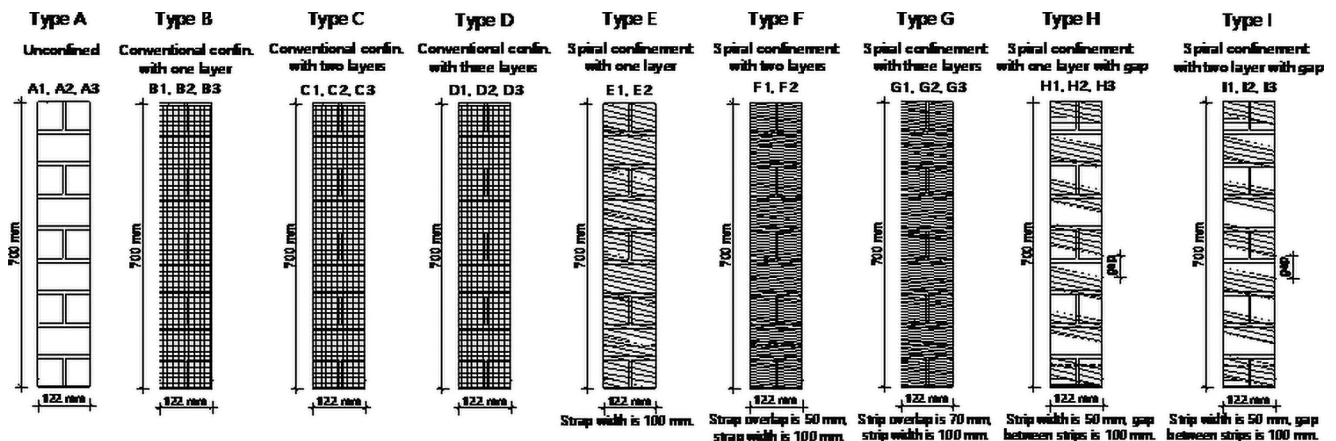 Type A
Unconfined
A1, A2, A3
700 mm
122 mm
Type B
Conventional confin.
with one layer
B1, B2, B3
700 mm
122 mm
Type C
Conventional confin.
with two layers
C1, C2, C3
700 mm
122 mm
Type D
Conventional confin.
with three layers
D1, D2, D3
700 mm
122 mm
Type E
Spiral confinement
with one layer
E1, E2
700 mm
122 mm
Strap width is 100 mm.
Type F
Spiral confinement
with two layers
F1, F2
700 mm
122 mm
Strap overlap is 50 mm,
strap width is 100 mm.
Type G
Spiral confinement
with three layers
G1, G2, G3
700 mm
122 mm
Strip overlap is 70 mm,
strip width is 100 mm.
Type H
Spiral confinement
with one layer with gap
H1, H2, H3
700 mm
gap
122 mm
Strip width is 50 mm, gap
between strips is 100 mm.
Type I
Spiral confinement
with two layer with gap
I1, I2, I3
700 mm
gap
122 mm
Strip width is 50 mm, gap
between strips is 100 mm.